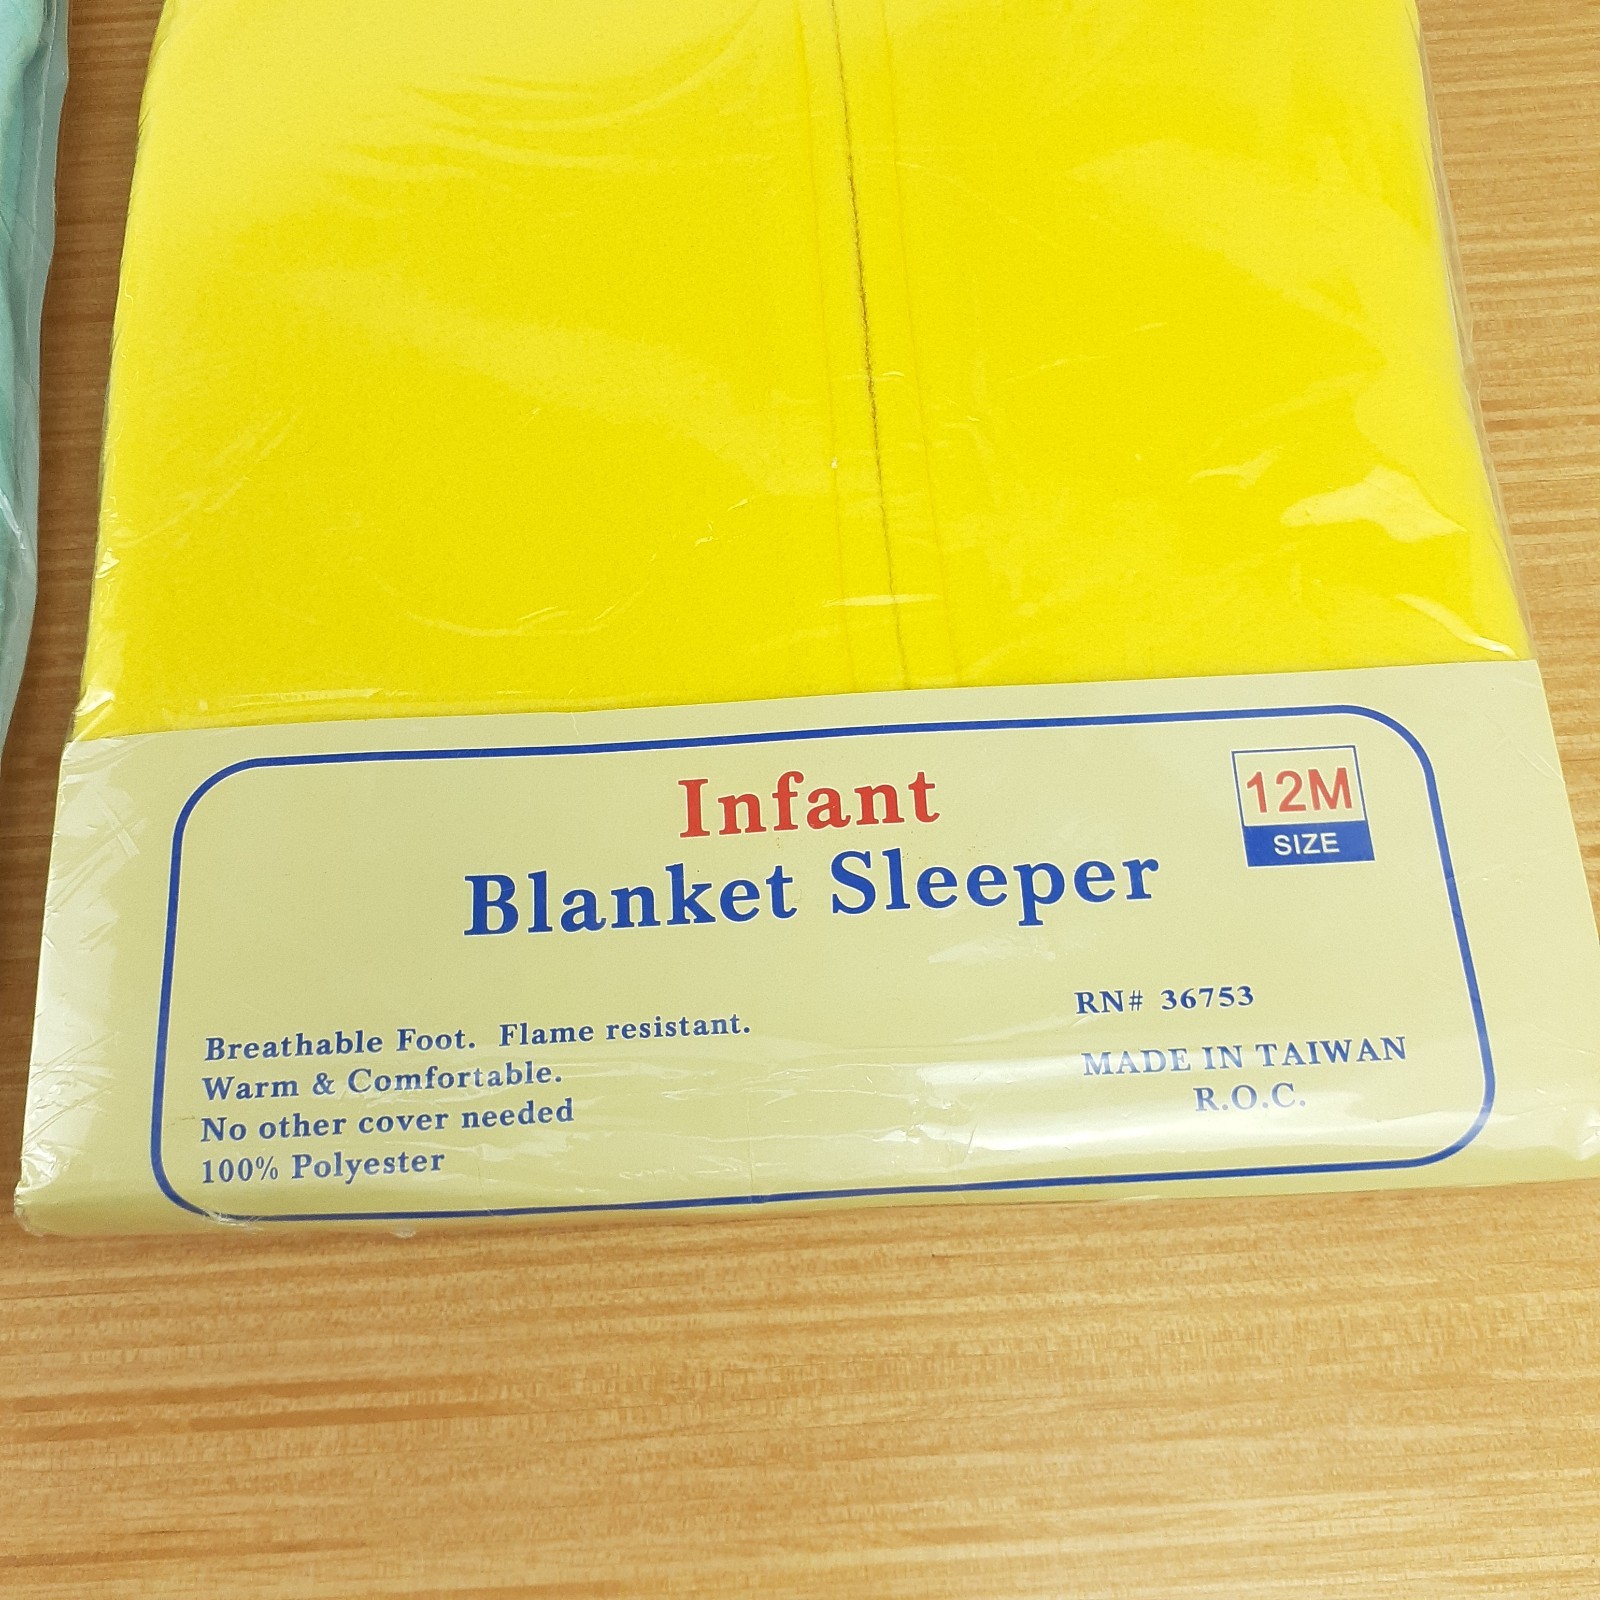 Infant
Blanket Sleeper
12M
SIZE
Breathable Foot. Flame resistant.
Warm & Comfortable.
No other cover needed
100% Polyester
RN# 36753
MADE IN TAIWAN
R.O.C.